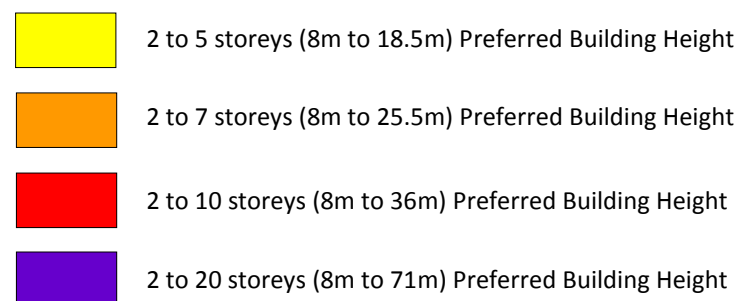 2 to 5 storeys (8m to 18.5m) Preferred Building Height
2 to 7 storeys (8m to 25.5m) Preferred Building Height
2 to 10 storeys (8m to 36m) Preferred Building Height
2 to 20 storeys (8m to 71m) Preferred Building Height